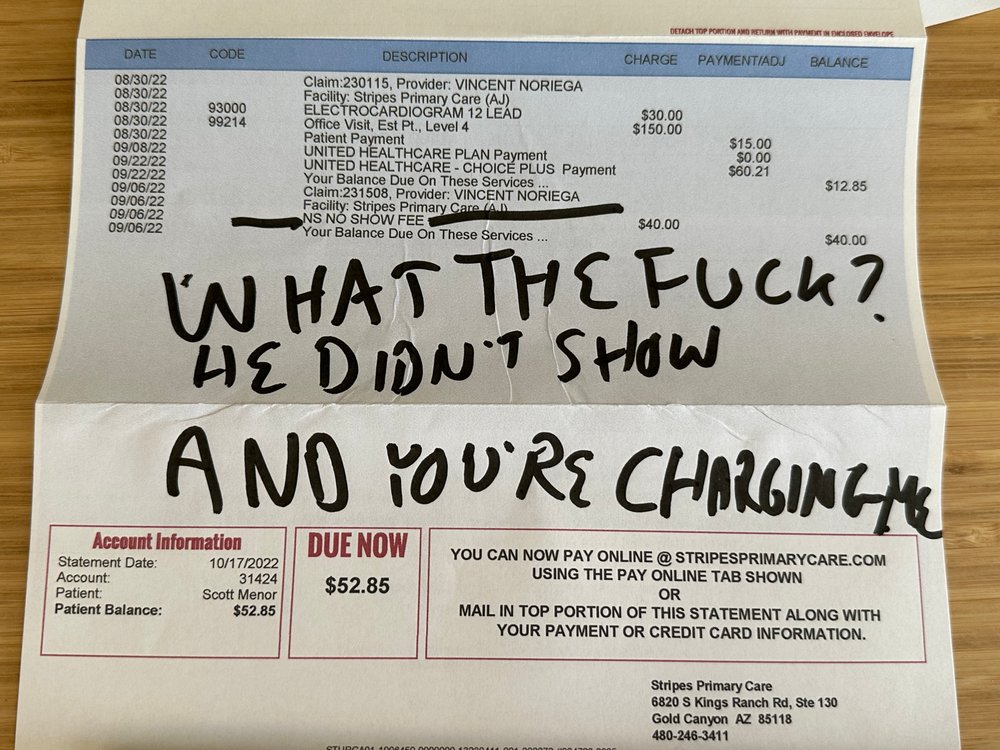 DETACH TOP PORTION AND RETURN WITH PAYMENT IN ENCLOSED ENVELOPE
DATE CODE DESCRIPTION CHARGE PAYMENT/ADJ BALANCE
08/30/22 Claim:230115, Provider: VINCENT NORIEGA
08/30/22 Facility: Stripes Primary Care (AJ)
08/30/22 93000 ELECTROCARDIOGRAM 12 LEAD $30.00
08/30/22 99214 Office Visit, Est Pt., Level 4 $150.00
08/30/22 Patient Payment $15.00
09/08/22 UNITED HEALTHCARE PLAN Payment $0.00
09/22/22 UNITED HEALTHCARE - CHOICE PLUS Payment $60.21
09/22/22 Your Balance Due On These Services ... $12.85
09/06/22 Claim:231508, Provider: VINCENT NORIEGA
09/06/22 Facility: Stripes Primary Care (AJ)
09/06/22 NS NO SHOW FEE $40.00
09/06/22 Your Balance Due On These Services ... $40.00
WHAT THE FUCK?
HE DIDN'T SHOW
AND YOU'RE CHARGING ME
Account Information
Statement Date: 10/17/2022
Account: 31424
Patient: Scott Menor
Patient Balance: $52.85
DUE NOW
$52.85
YOU CAN NOW PAY ONLINE @ STRIPESPRIMARYCARE.COM
USING THE PAY ONLINE TAB SHOWN
OR
MAIL IN TOP PORTION OF THIS STATEMENT ALONG WITH
YOUR PAYMENT OR CREDIT CARD INFORMATION.
Stripes Primary Care
6820 S Kings Ranch Rd, Ste 130
Gold Canyon AZ 85118
480-246-3411